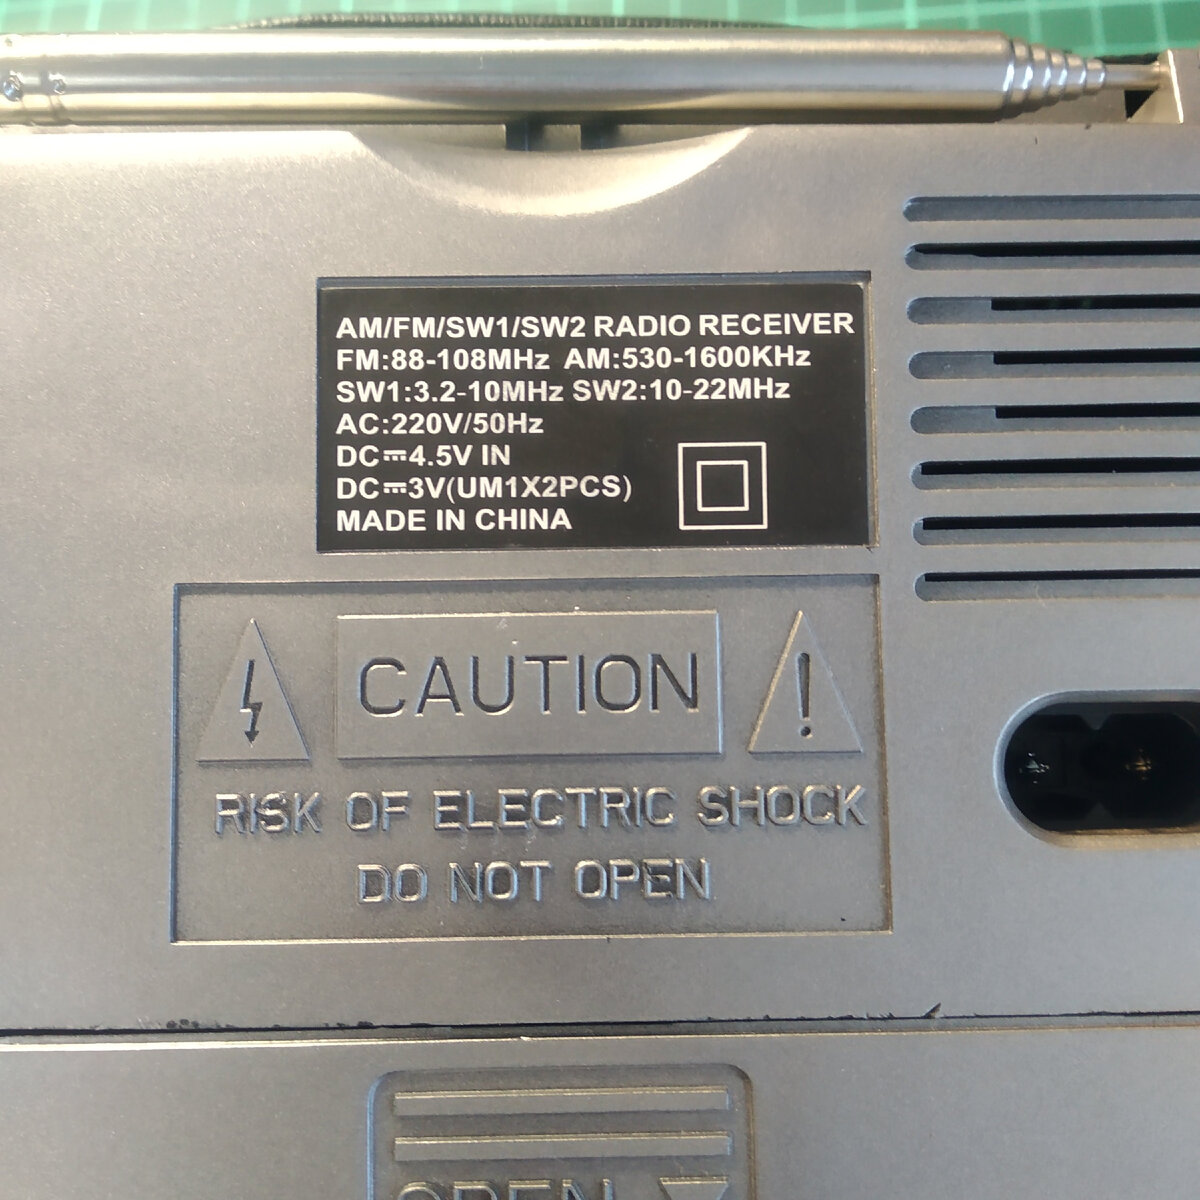 AM/FM/SW1/SW2 RADIO RECEIVER
FM:88-108MHz AM:530-1600KHz
SW1:3.2-10MHz SW2:10-22MHz
AC:220V/50Hz
DC⎓4.5V IN
DC⎓3V(UM1X2PCS)
MADE IN CHINA
CAUTION
RISK OF ELECTRIC SHOCK
DO NOT OPEN
OPEN